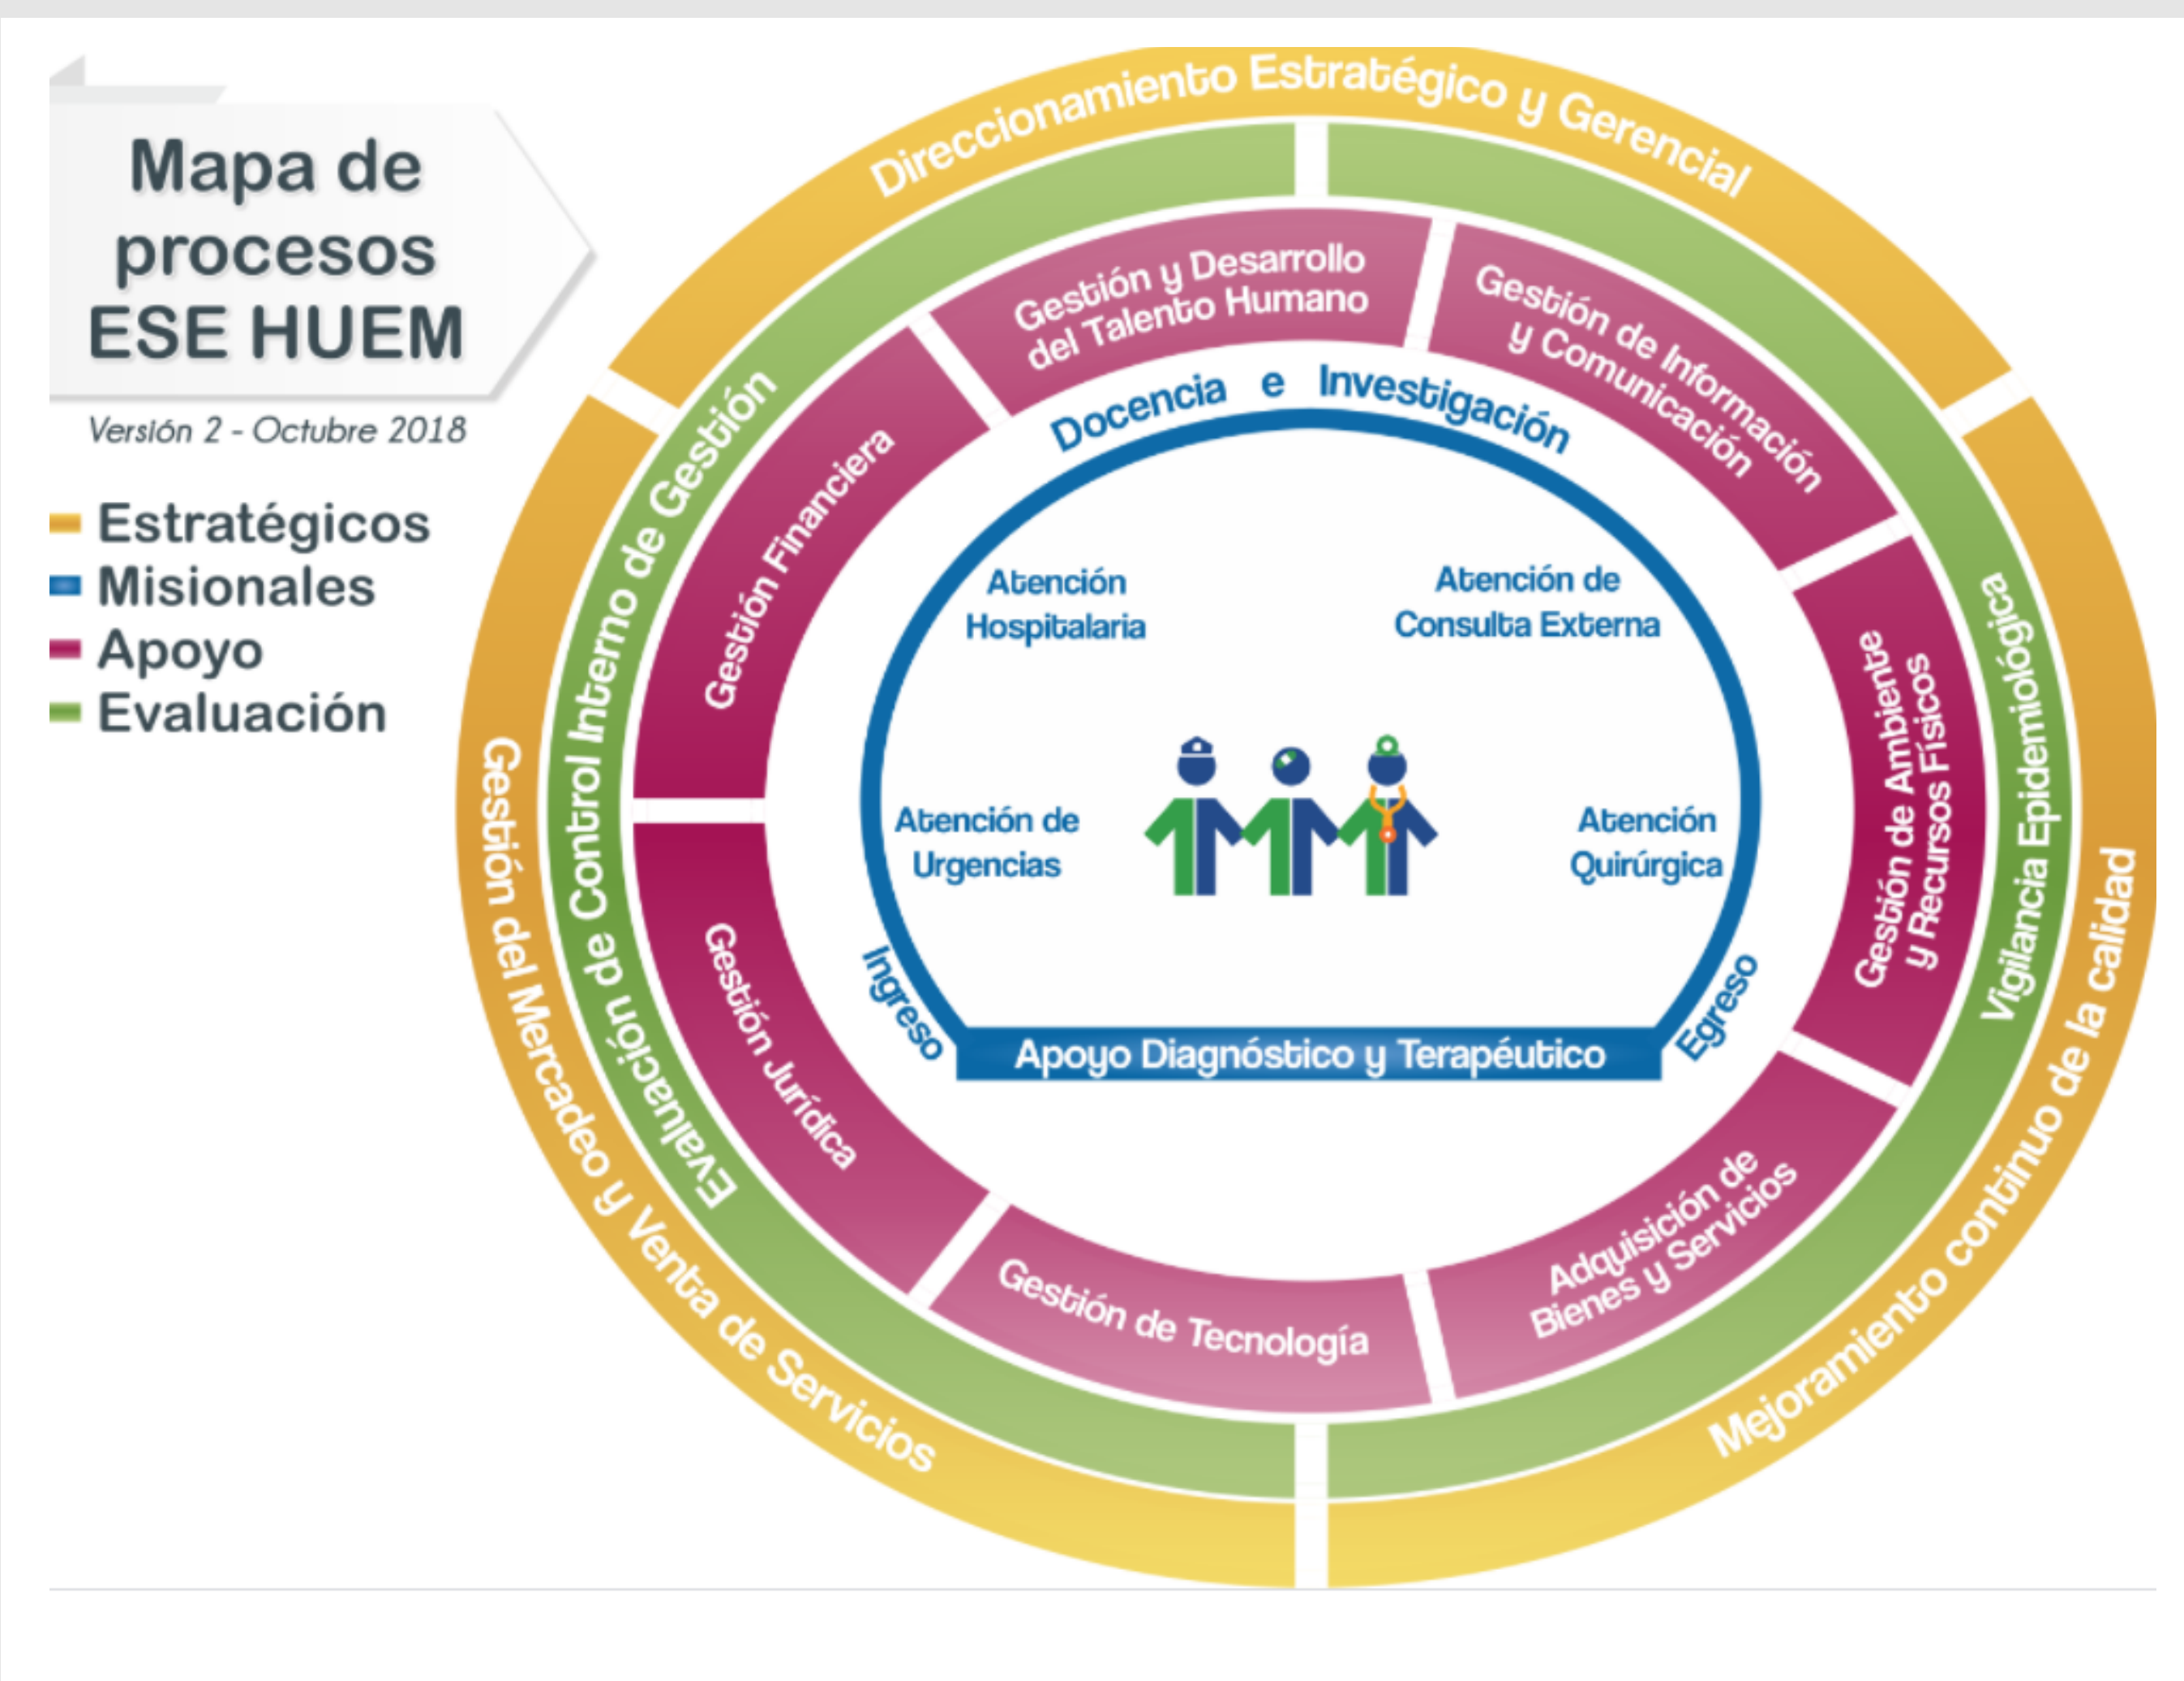 Mapa de
procesos
ESE HUEM
Versión 2 - Octubre 2018
Estratégicos
Misionales
Apoyo
Evaluación
Direccionamiento Estratégico y Gerencial
Gestión del Mercadeo y Venta de Servicios
Mejoramiento continuo de la calidad
Evaluación de Control Interno de Gestión
Vigilancia Epidemiológica
Gestión Financiera
Gestión y Desarrollo
del Talento Humano
Gestión de Información
y Comunicación
Gestión de Ambiente
y Recursos Físicos
Adquisición de
Bienes y Servicios
Gestión de Tecnología
Gestión Jurídica
Docencia e Investigación
Atención
Hospitalaria
Atención de
Consulta Externa
Atención de
Urgencias
Atención
Quirúrgica
Ingreso
Egreso
Apoyo Diagnóstico y Terapéutico